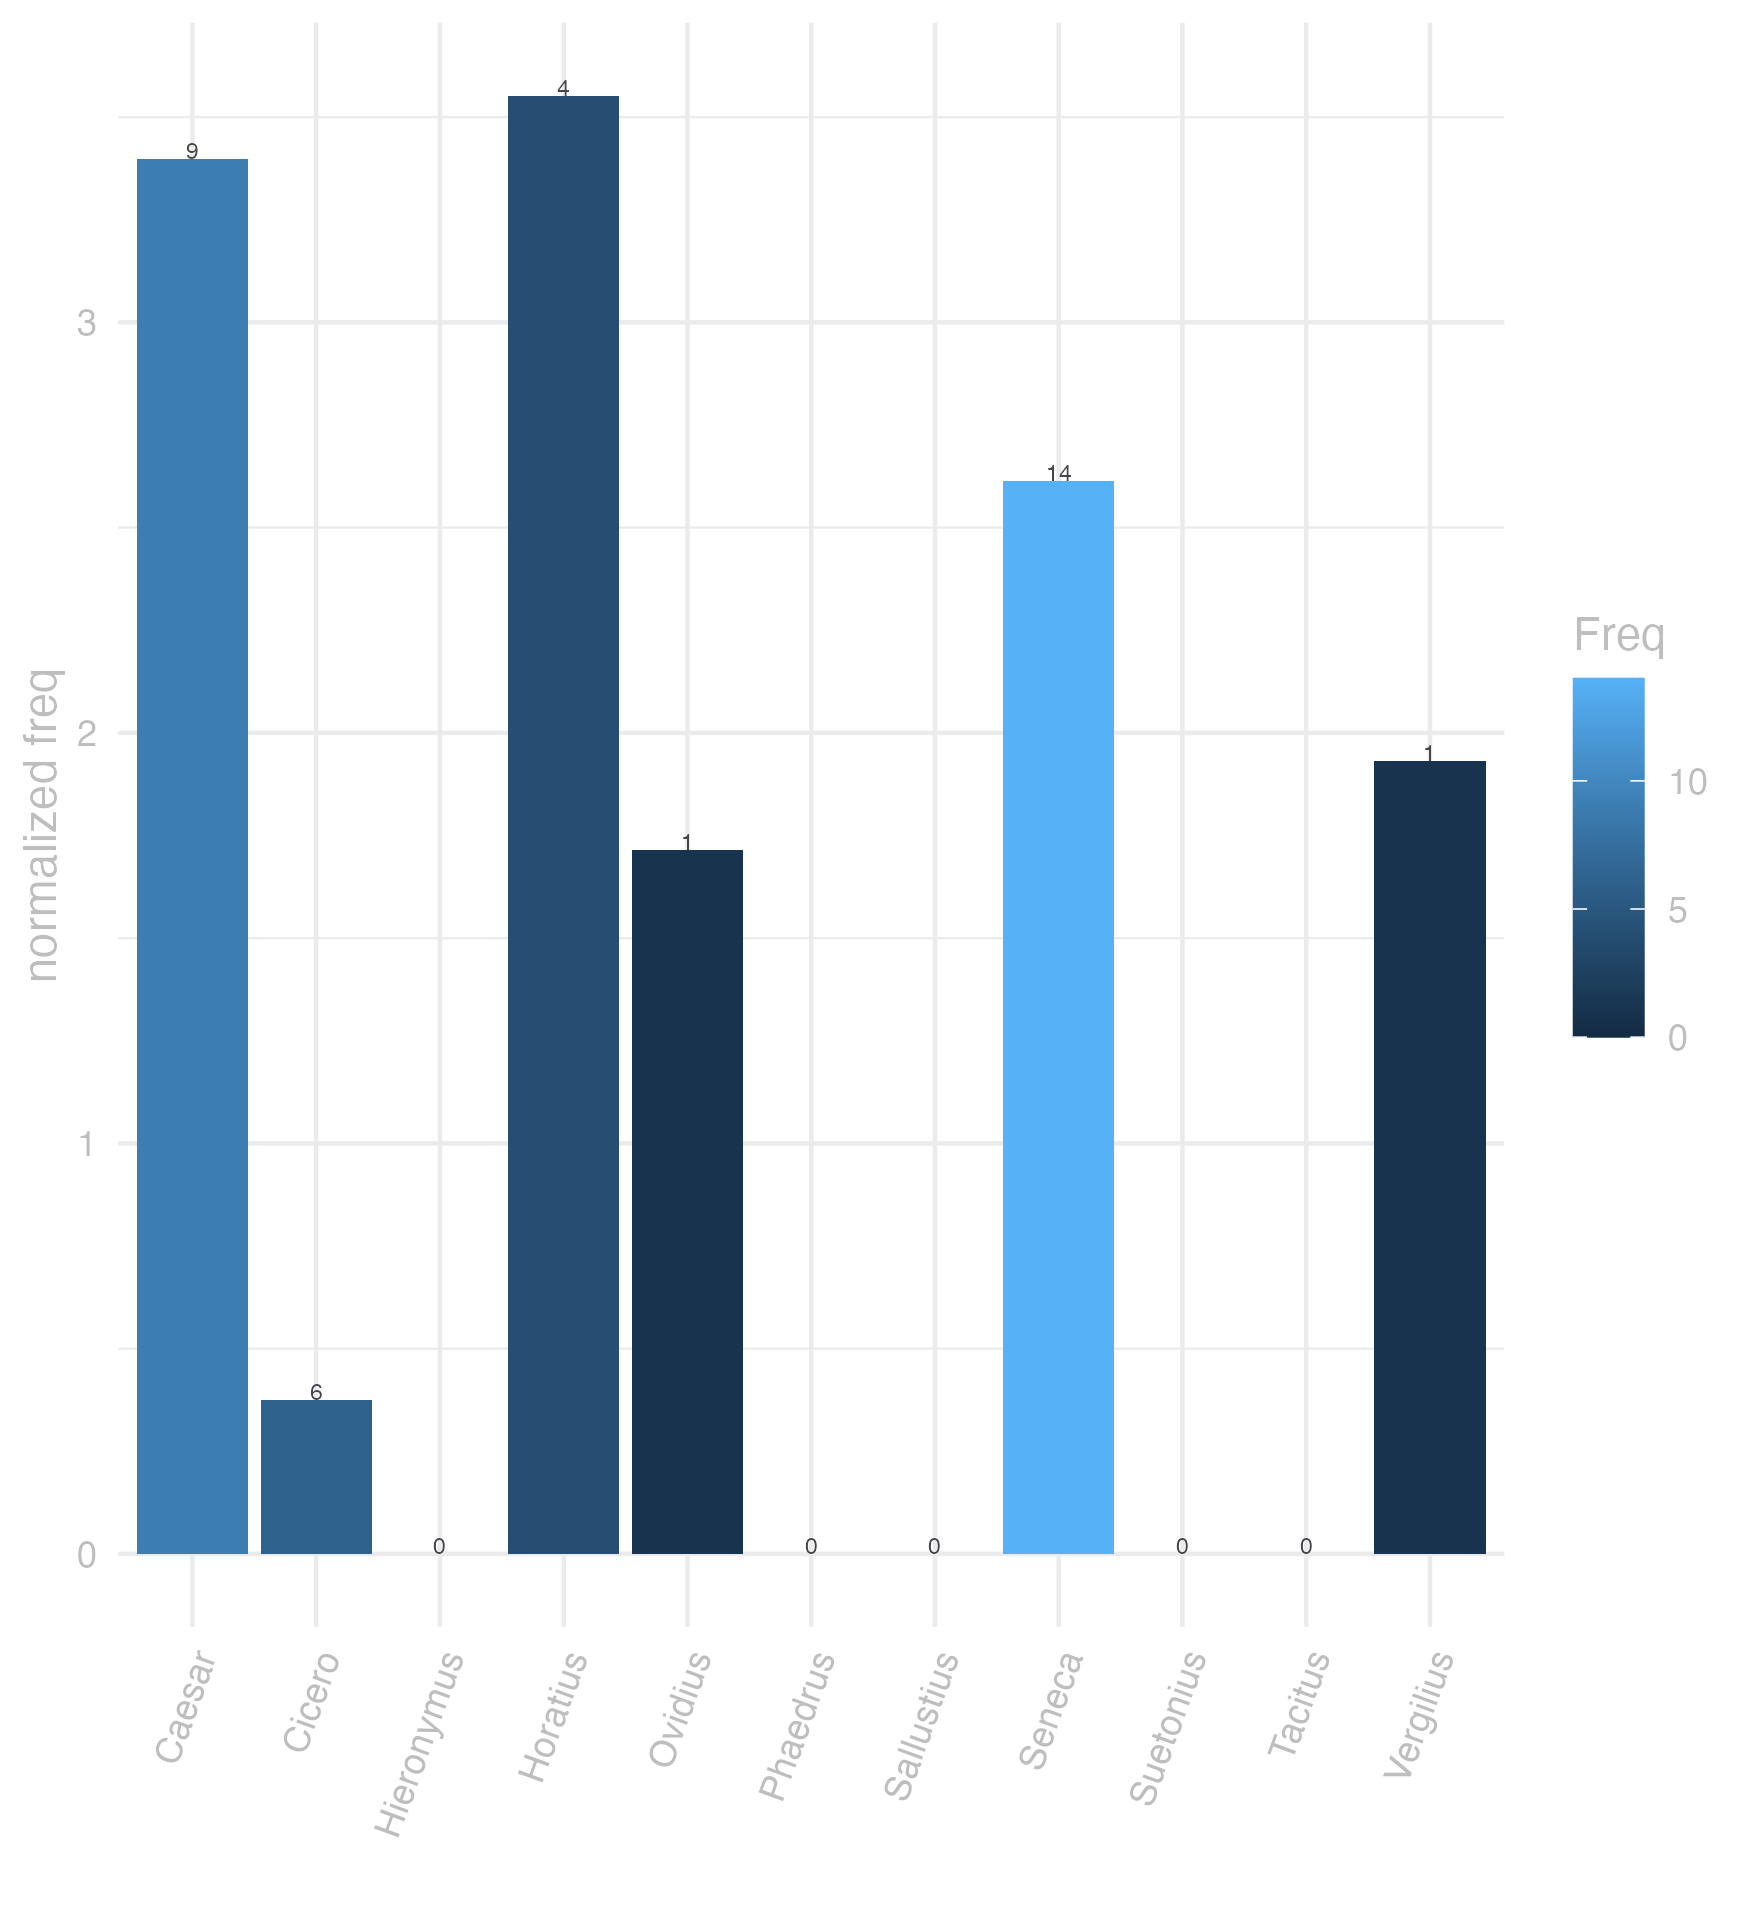 4
9
3
14
Freq
2
1
10
normalized freq
1
5
0
1
6
0
0
0
0
0
0
Caesar
Cicero
Hieronymus
Horatius
Ovidius
Phaedrus
Sallustius
Seneca
Suetonius
Tacitus
Vergilius